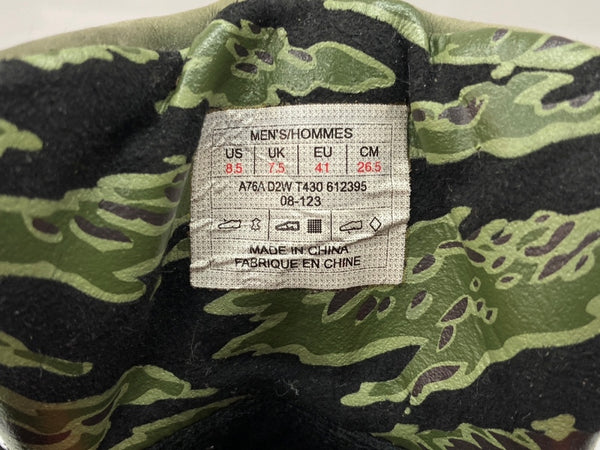 MEN'S/HOMMES
US UK EU CM
8.5 7.5 41 26.5
A76A D2W T430 612395
08-123
MADE IN CHINA
FABRIQUE EN CHINE